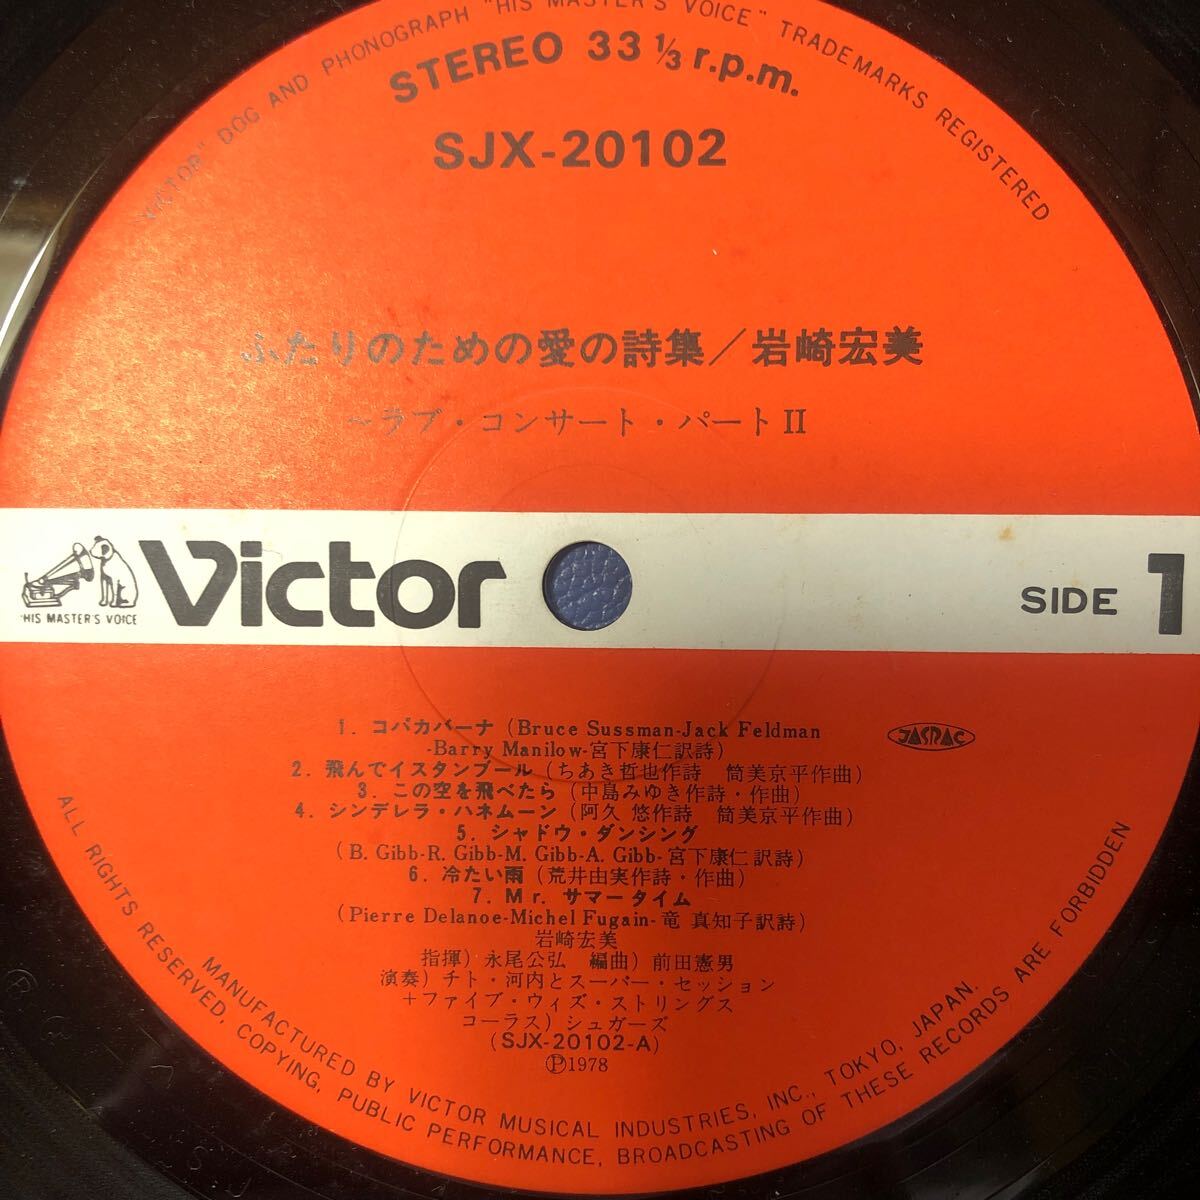 "VICTOR" DOG AND PHONOGRAPH "HIS MASTER'S VOICE" TRADEMARKS REGISTERED
STEREO 33 1/3 r.p.m.
SJX-20102
ふたりのための愛の詩集／岩崎宏美
～ラブ・コンサート・パートII
'HIS MASTER'S VOICE
Victor
SIDE 1
1. コパカバーナ (Bruce Sussman-Jack Feldman
-Barry Manilow-宮下康仁訳詩)
JASRAC
2. 飛んでイスタンブール (ちあき哲也作詩 筒美京平作曲)
3. この空を飛べたら (中島みゆき作詩・作曲)
4. シンデレラ・ハネムーン (阿久 悠作詩 筒美京平作曲)
5. シャドウ・ダンシング
(B. Gibb-R. Gibb-M. Gibb-A. Gibb-宮下康仁訳詩)
6. 冷たい雨 (荒井由実作詩・作曲)
7. Mr. サマータイム
(Pierre Delanoe-Michel Fugain-竜 真知子訳詩)
岩崎宏美
指揮) 永尾公弘 編曲) 前田憲男
演奏) チト・河内とスーパー・セッション
＋ファイブ・ウィズ・ストリングス
コーラス) シュガーズ
(SJX-20102-A)
Ⓟ1978
MANUFACTURED BY VICTOR MUSICAL INDUSTRIES, INC., TOKYO, JAPAN.
ALL RIGHTS RESERVED, COPYING, PUBLIC PERFORMANCE, BROADCASTING OF THESE RECORDS ARE FORBIDDEN